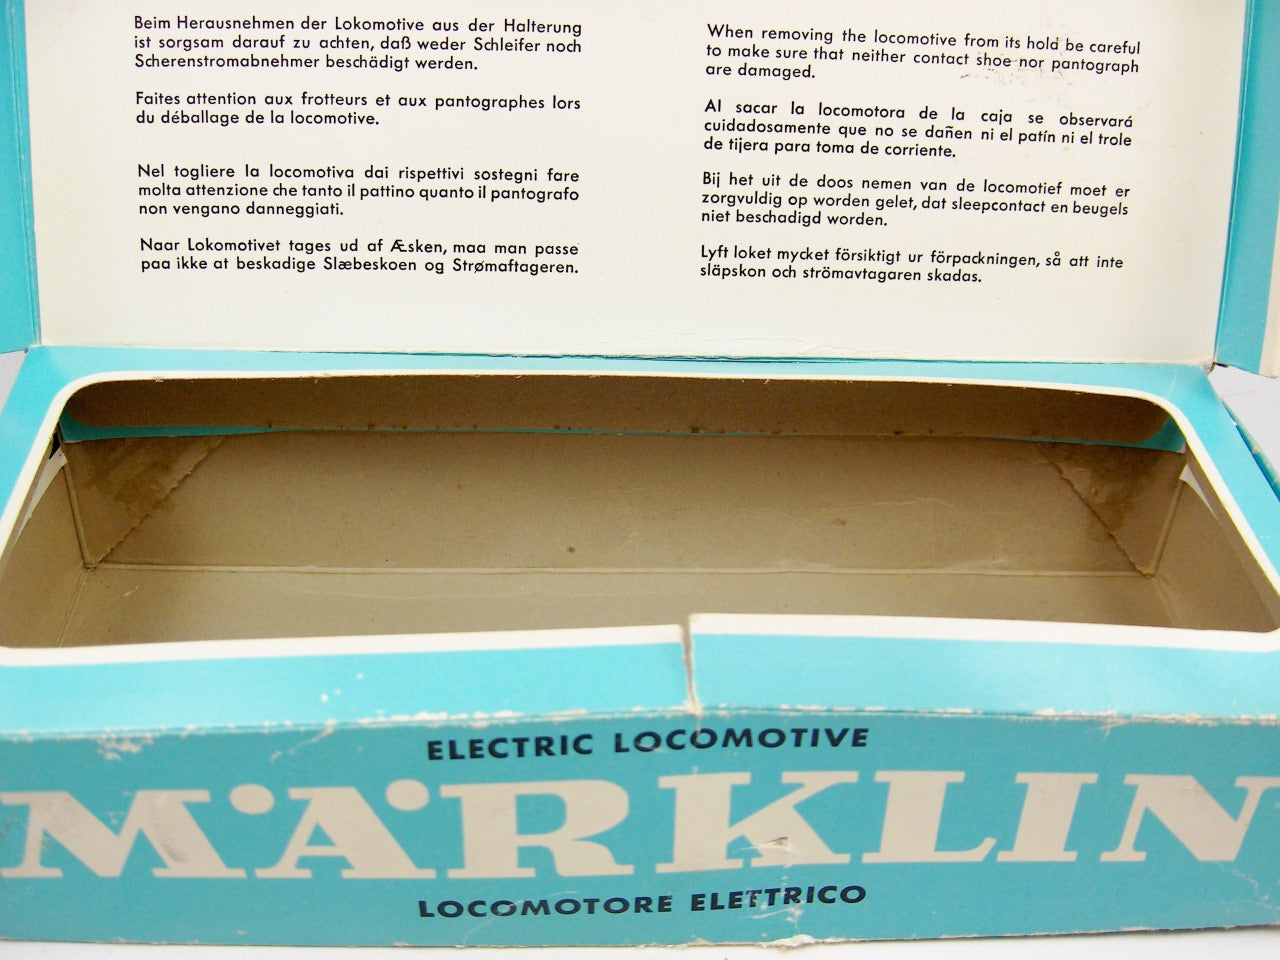 Beim Herausnehmen der Lokomotive aus der Halterung
ist sorgsam darauf zu achten, daß weder Schleifer noch
Scherenstromabnehmer beschädigt werden.
Faites attention aux frotteurs et aux pantographes lors
du déballage de la locomotive.
Nel togliere la locomotiva dai rispettivi sostegni fare
molta attenzione che tanto il pattino quanto il pantografo
non vengano danneggiati.
Naar Lokomotivet tages ud af Æsken, maa man passe
paa ikke at beskadige Slæbeskoen og Strømaftageren.
When removing the locomotive from its hold be careful
to make sure that neither contact shoe nor pantograph
are damaged.
Al sacar la locomotora de la caja se observará
cuidadosamente que no se dañen ni el patín ni el trole
de tijera para toma de corriente.
Bij het uit de doos nemen van de locomotief moet er
zorgvuldig op worden gelet, dat sleepcontact en beugels
niet beschadigd worden.
Lyft loket mycket försiktigt ur förpackningen, så att inte
släpskon och strömavtagaren skadas.
ELECTRIC LOCOMOTIVE
MÄRKLIN
LOCOMOTORE ELETTRICO